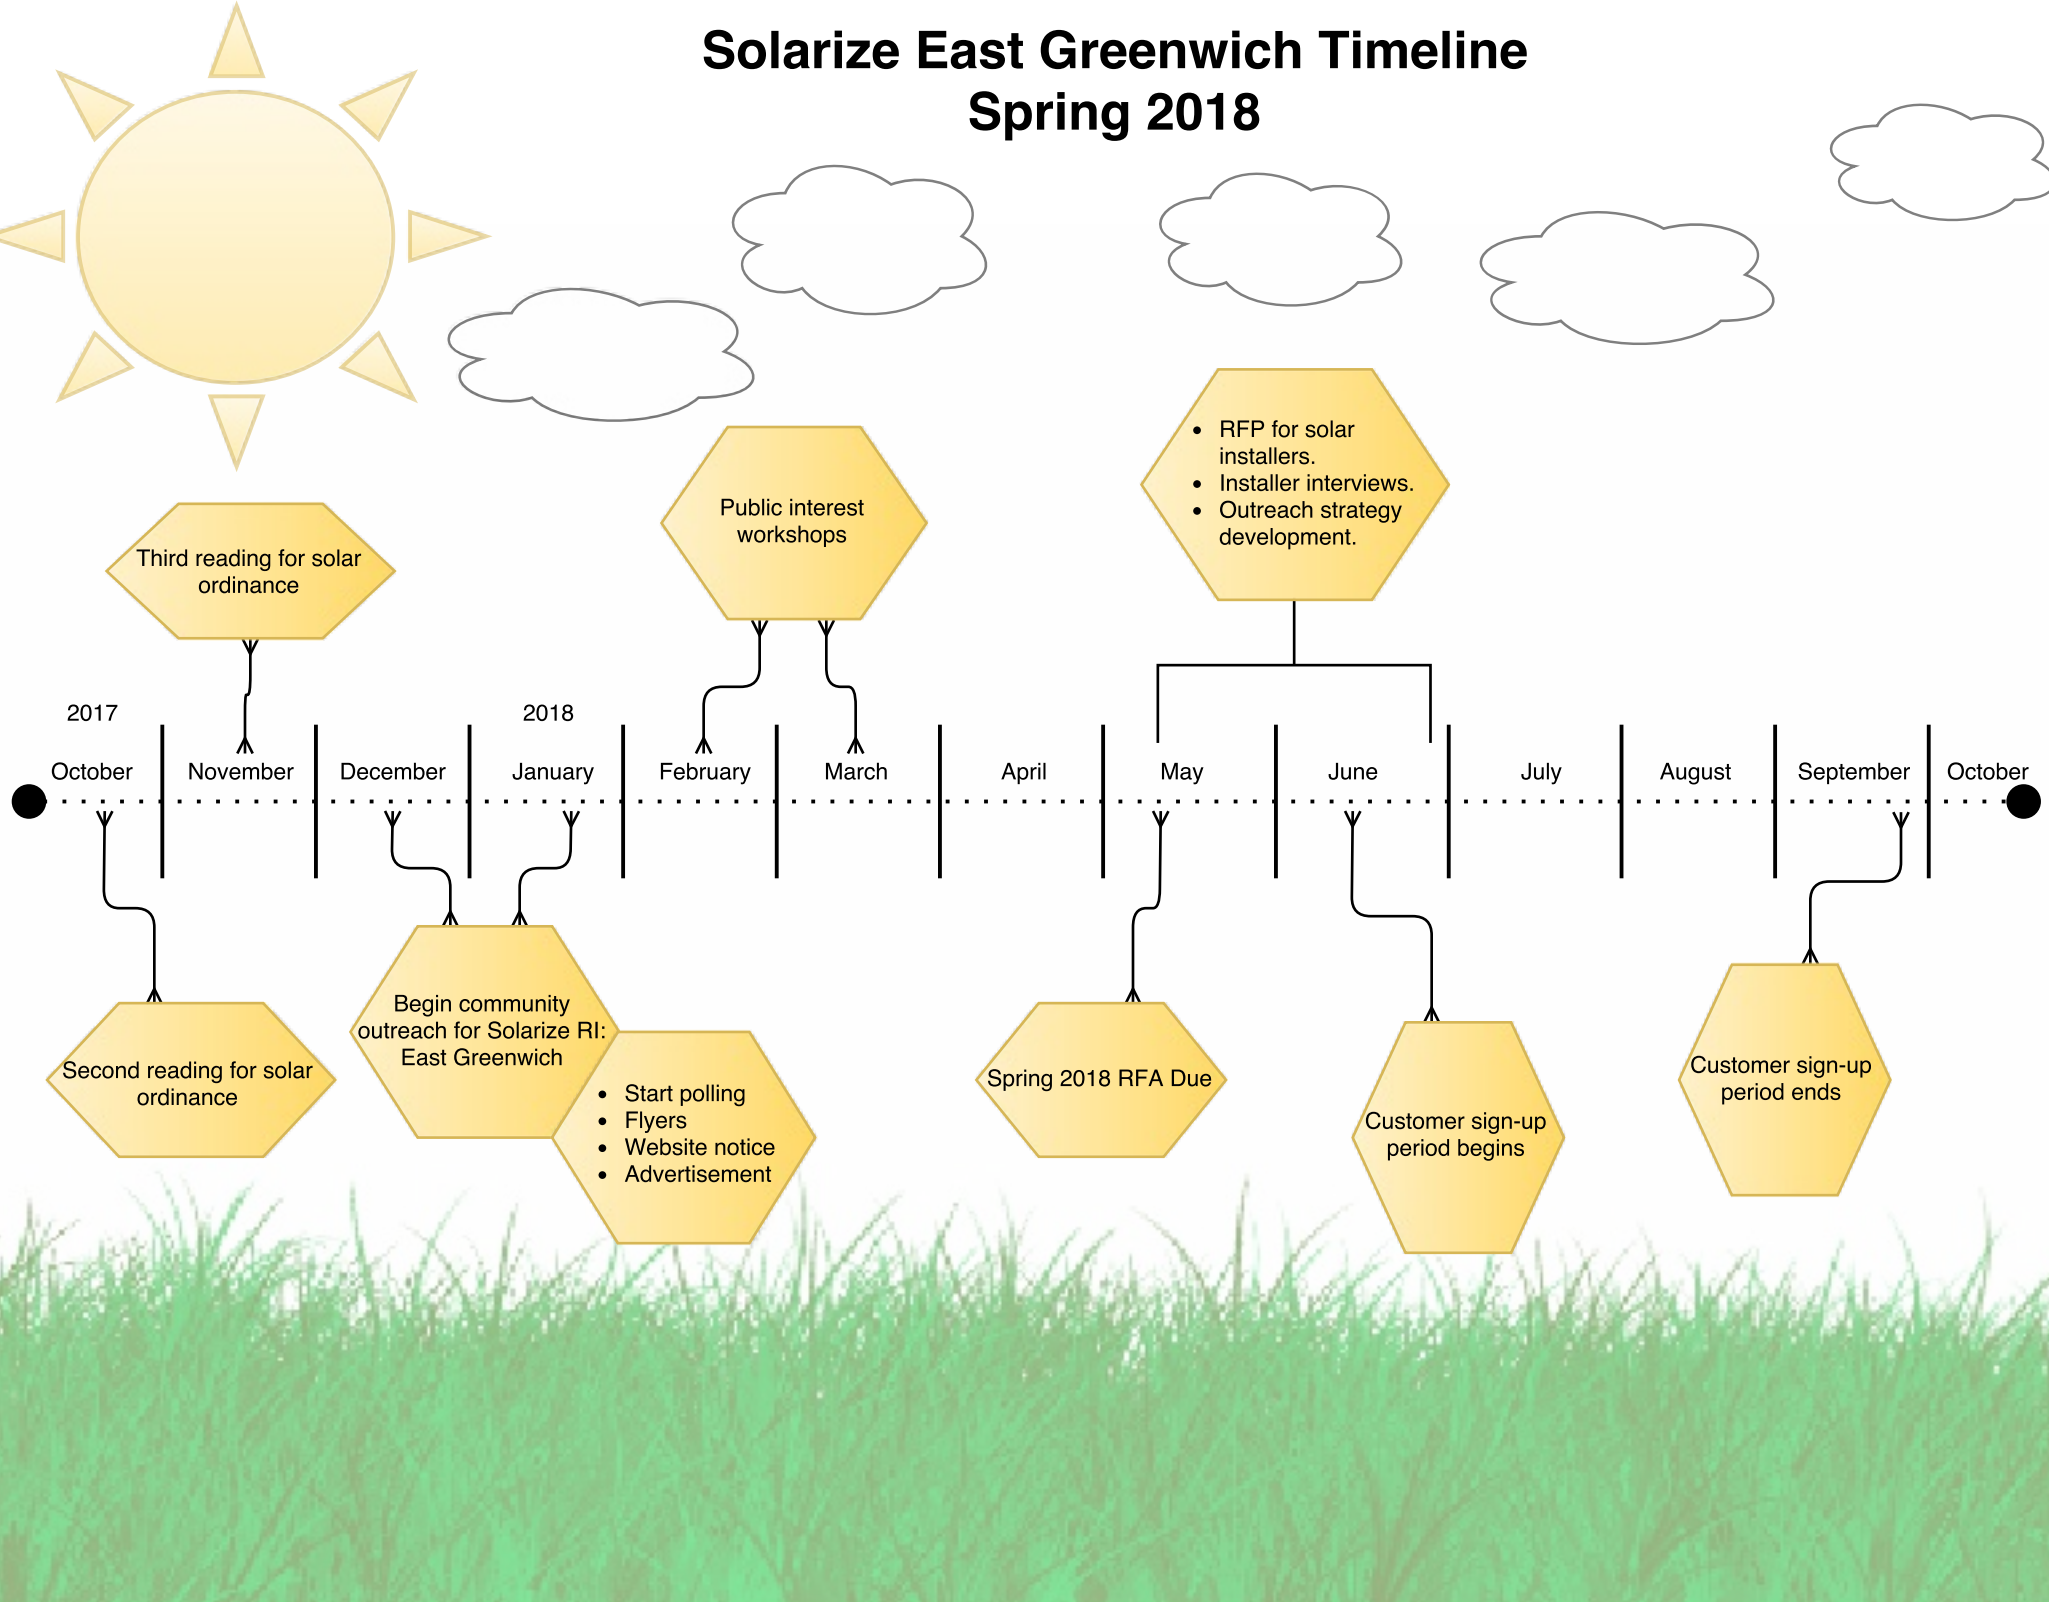 Solarize East Greenwich Timeline
Spring 2018
• RFP for solar
installers.
• Installer interviews.
• Outreach strategy
development.
Public interest
workshops
Third reading for solar
ordinance
2017
2018
October
November
December
January
February
March
April
May
June
July
August
September
October
Second reading for solar
ordinance
Begin community
outreach for Solarize RI:
East Greenwich
• Start polling
• Flyers
• Website notice
• Advertisement
Spring 2018 RFA Due
Customer sign-up
period begins
Customer sign-up
period ends